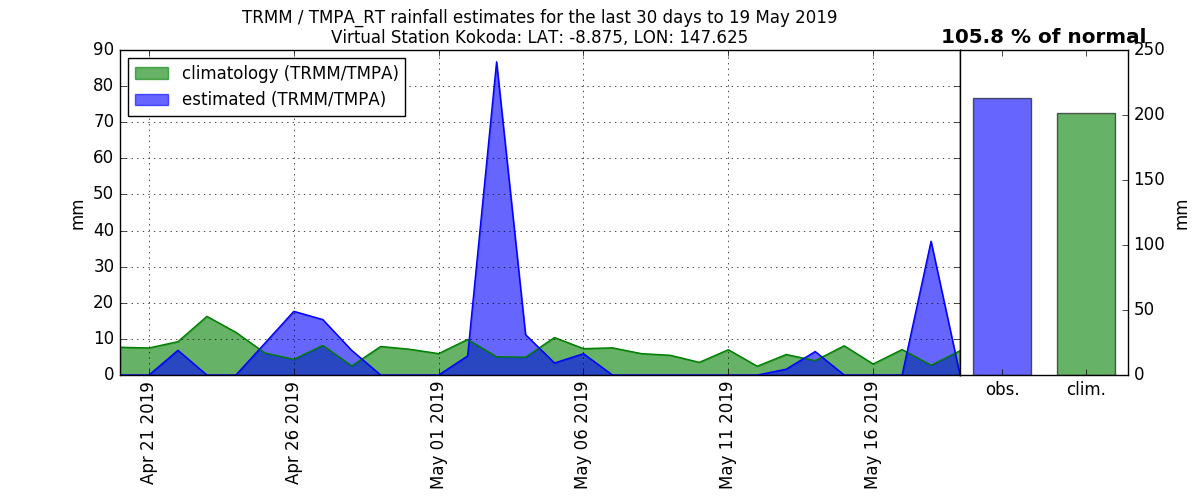 TRMM / TMPA_RT rainfall estimates for the last 30 days to 19 May 2019
Virtual Station Kokoda: LAT: -8.875, LON: 147.625
105.8 % of normal
climatology (TRMM/TMPA)
estimated (TRMM/TMPA)
90
80
70
60
50
40
30
20
10
0
mm
Apr 21 2019
Apr 26 2019
May 01 2019
May 06 2019
May 11 2019
May 16 2019
250
200
150
100
50
0
mm
obs.
clim.